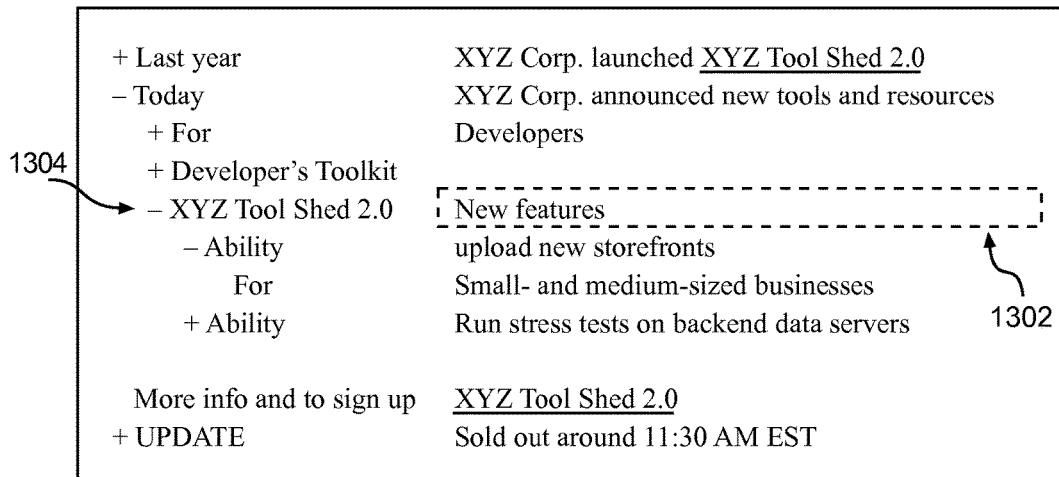 + Last year XYZ Corp. launched XYZ Tool Shed 2.0
– Today XYZ Corp. announced new tools and resources
+ For Developers
+ Developer’s Toolkit
1304
– XYZ Tool Shed 2.0 New features
– Ability upload new storefronts
For Small- and medium-sized businesses
+ Ability Run stress tests on backend data servers
1302
More info and to sign up XYZ Tool Shed 2.0
+ UPDATE Sold out around 11:30 AM EST